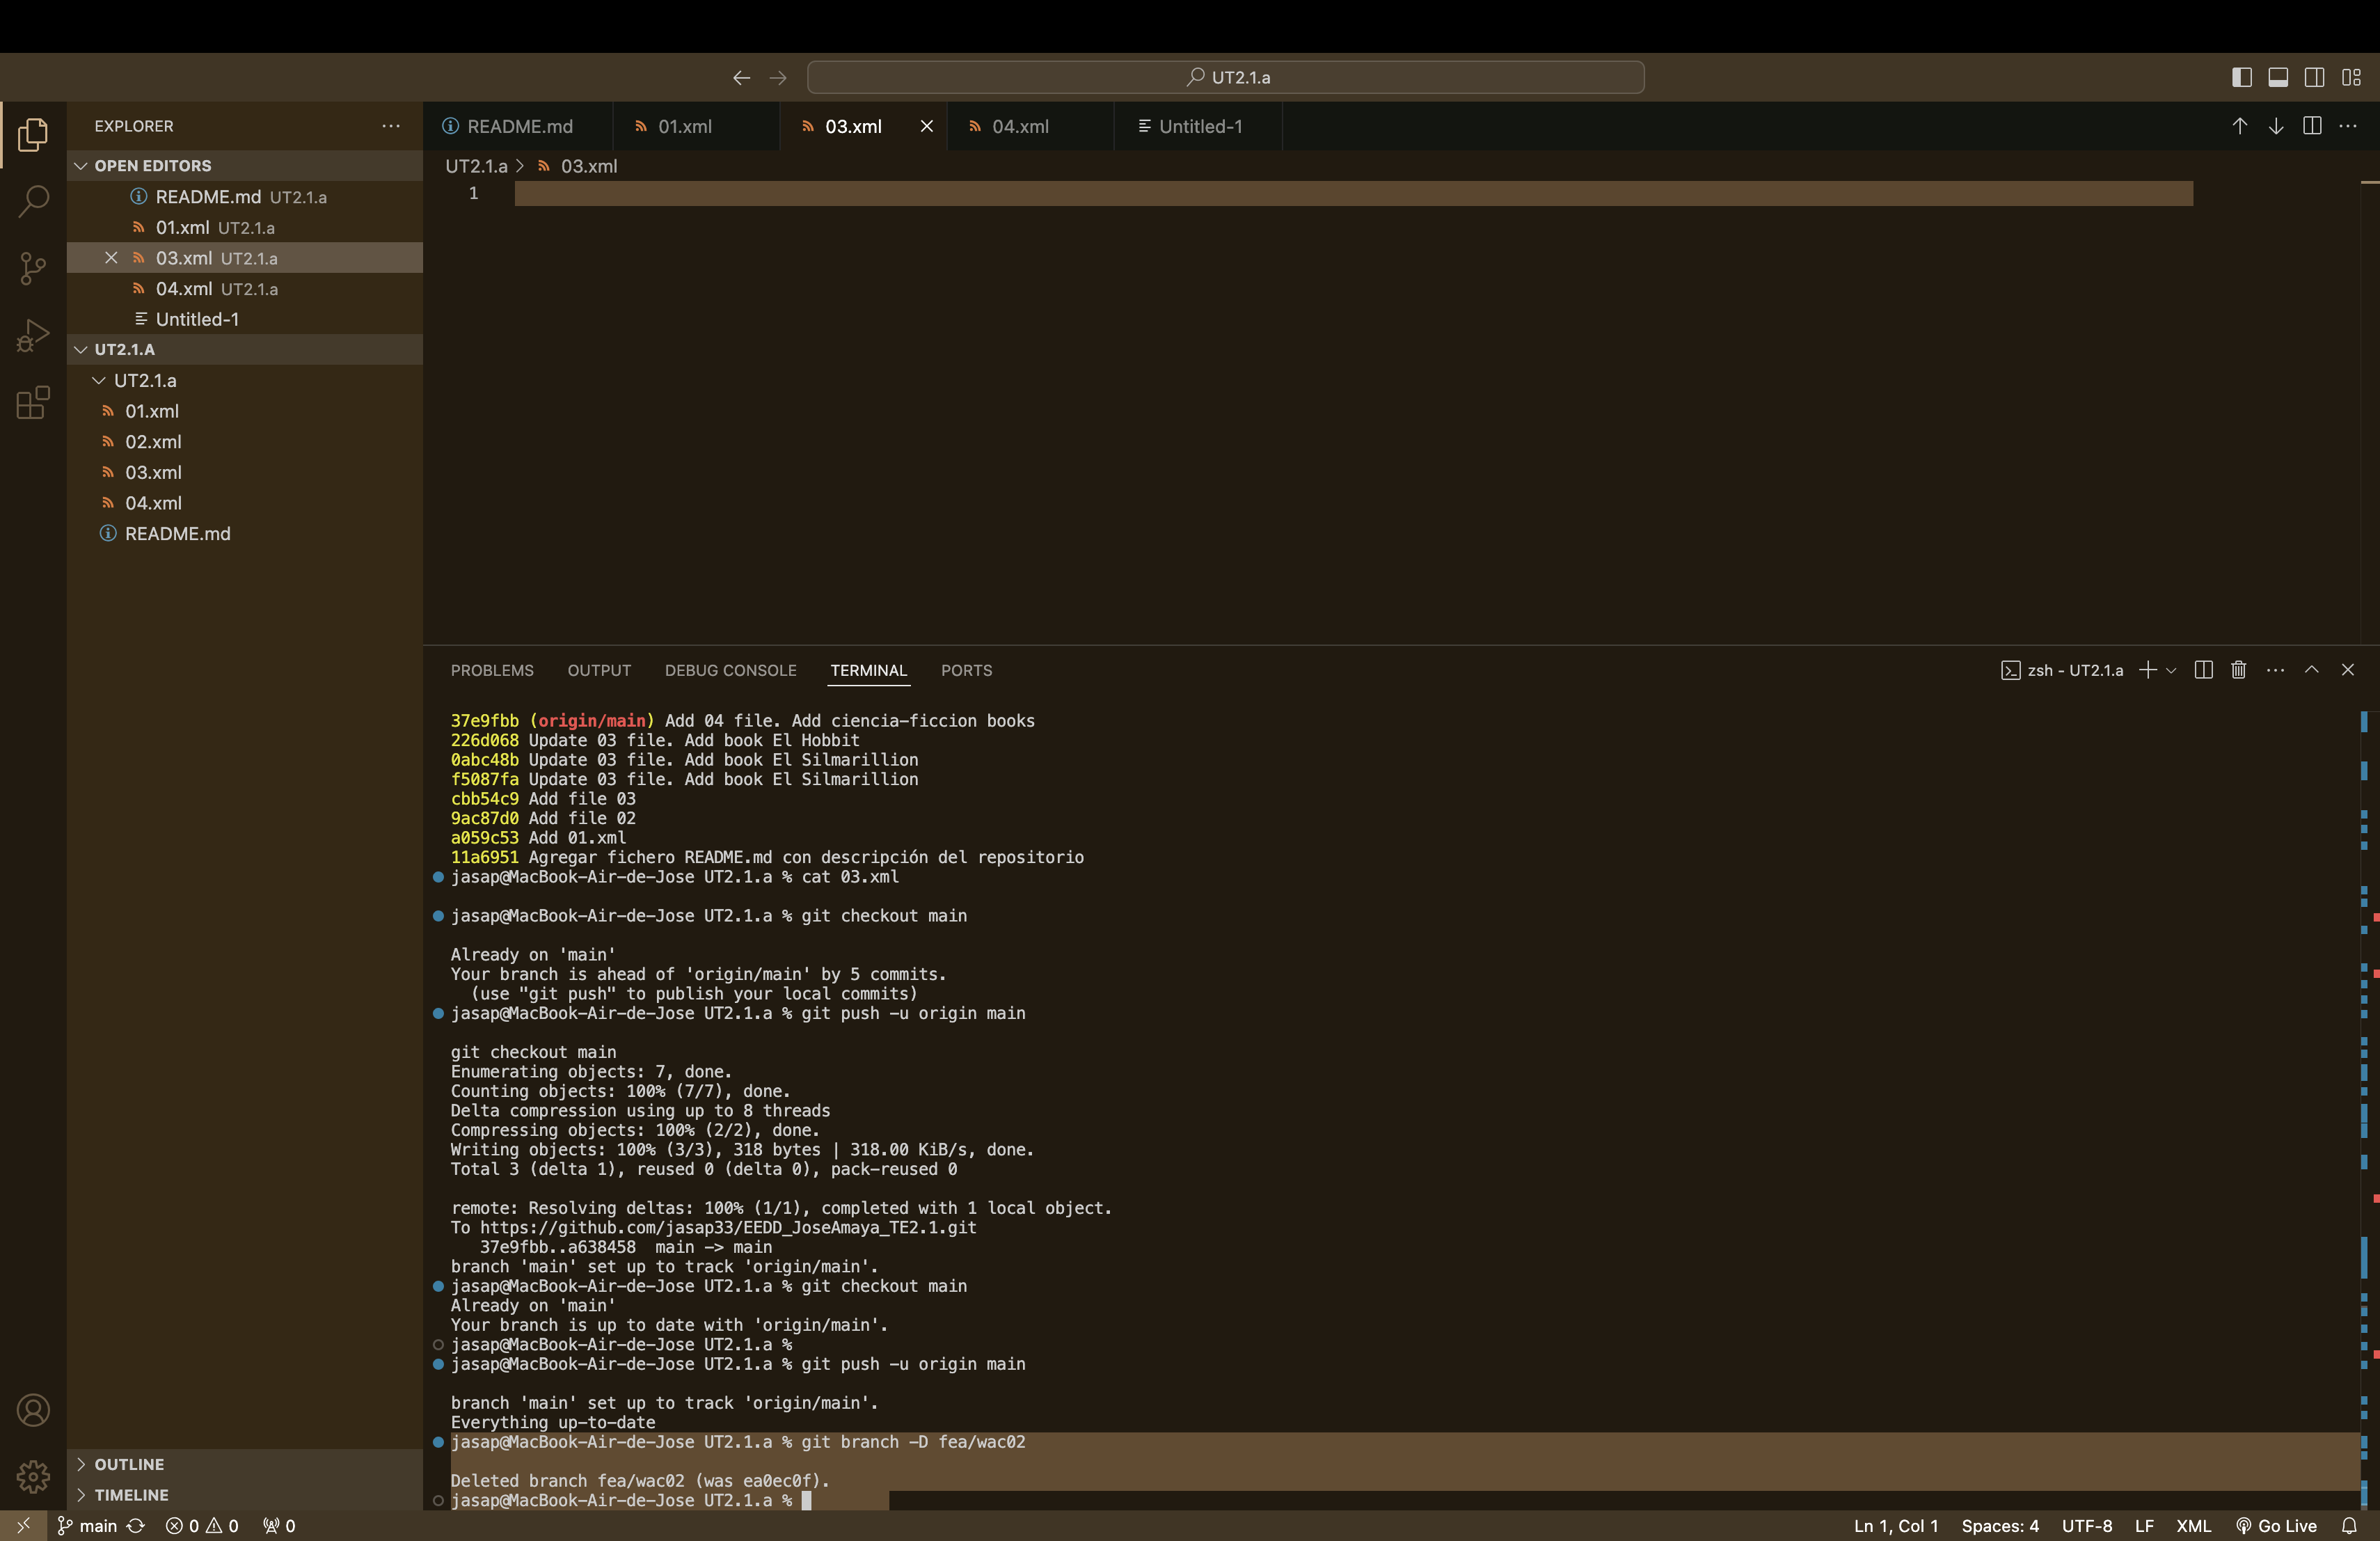 UT2.1.a
EXPLORER
OPEN EDITORS
README.md UT2.1.a
01.xml UT2.1.a
03.xml UT2.1.a
04.xml UT2.1.a
Untitled-1
UT2.1.A
UT2.1.a
01.xml
02.xml
03.xml
04.xml
README.md
OUTLINE
TIMELINE
README.md 01.xml 03.xml 04.xml Untitled-1
UT2.1.a > 03.xml
1
PROBLEMS OUTPUT DEBUG CONSOLE TERMINAL PORTS
zsh - UT2.1.a
37e9fbb (origin/main) Add 04 file. Add ciencia-ficcion books
226d068 Update 03 file. Add book El Hobbit
0abc48b Update 03 file. Add book El Silmarillion
f5087fa Update 03 file. Add book El Silmarillion
cbb54c9 Add file 03
9ac87d0 Add file 02
a059c53 Add 01.xml
11a6951 Agregar fichero README.md con descripción del repositorio
jasap@MacBook-Air-de-Jose UT2.1.a % cat 03.xml
jasap@MacBook-Air-de-Jose UT2.1.a % git checkout main
Already on 'main'
Your branch is ahead of 'origin/main' by 5 commits.
(use "git push" to publish your local commits)
jasap@MacBook-Air-de-Jose UT2.1.a % git push -u origin main
git checkout main
Enumerating objects: 7, done.
Counting objects: 100% (7/7), done.
Delta compression using up to 8 threads
Compressing objects: 100% (2/2), done.
Writing objects: 100% (3/3), 318 bytes | 318.00 KiB/s, done.
Total 3 (delta 1), reused 0 (delta 0), pack-reused 0
remote: Resolving deltas: 100% (1/1), completed with 1 local object.
To https://github.com/jasap33/EEDD_JoseAmaya_TE2.1.git
37e9fbb..a638458 main -> main
branch 'main' set up to track 'origin/main'.
jasap@MacBook-Air-de-Jose UT2.1.a % git checkout main
Already on 'main'
Your branch is up to date with 'origin/main'.
jasap@MacBook-Air-de-Jose UT2.1.a %
jasap@MacBook-Air-de-Jose UT2.1.a % git push -u origin main
branch 'main' set up to track 'origin/main'.
Everything up-to-date
jasap@MacBook-Air-de-Jose UT2.1.a % git branch -D fea/wac02
Deleted branch fea/wac02 (was ea0ec0f).
jasap@MacBook-Air-de-Jose UT2.1.a %
main 0 0 0 Ln 1, Col 1 Spaces: 4 UTF-8 LF XML Go Live